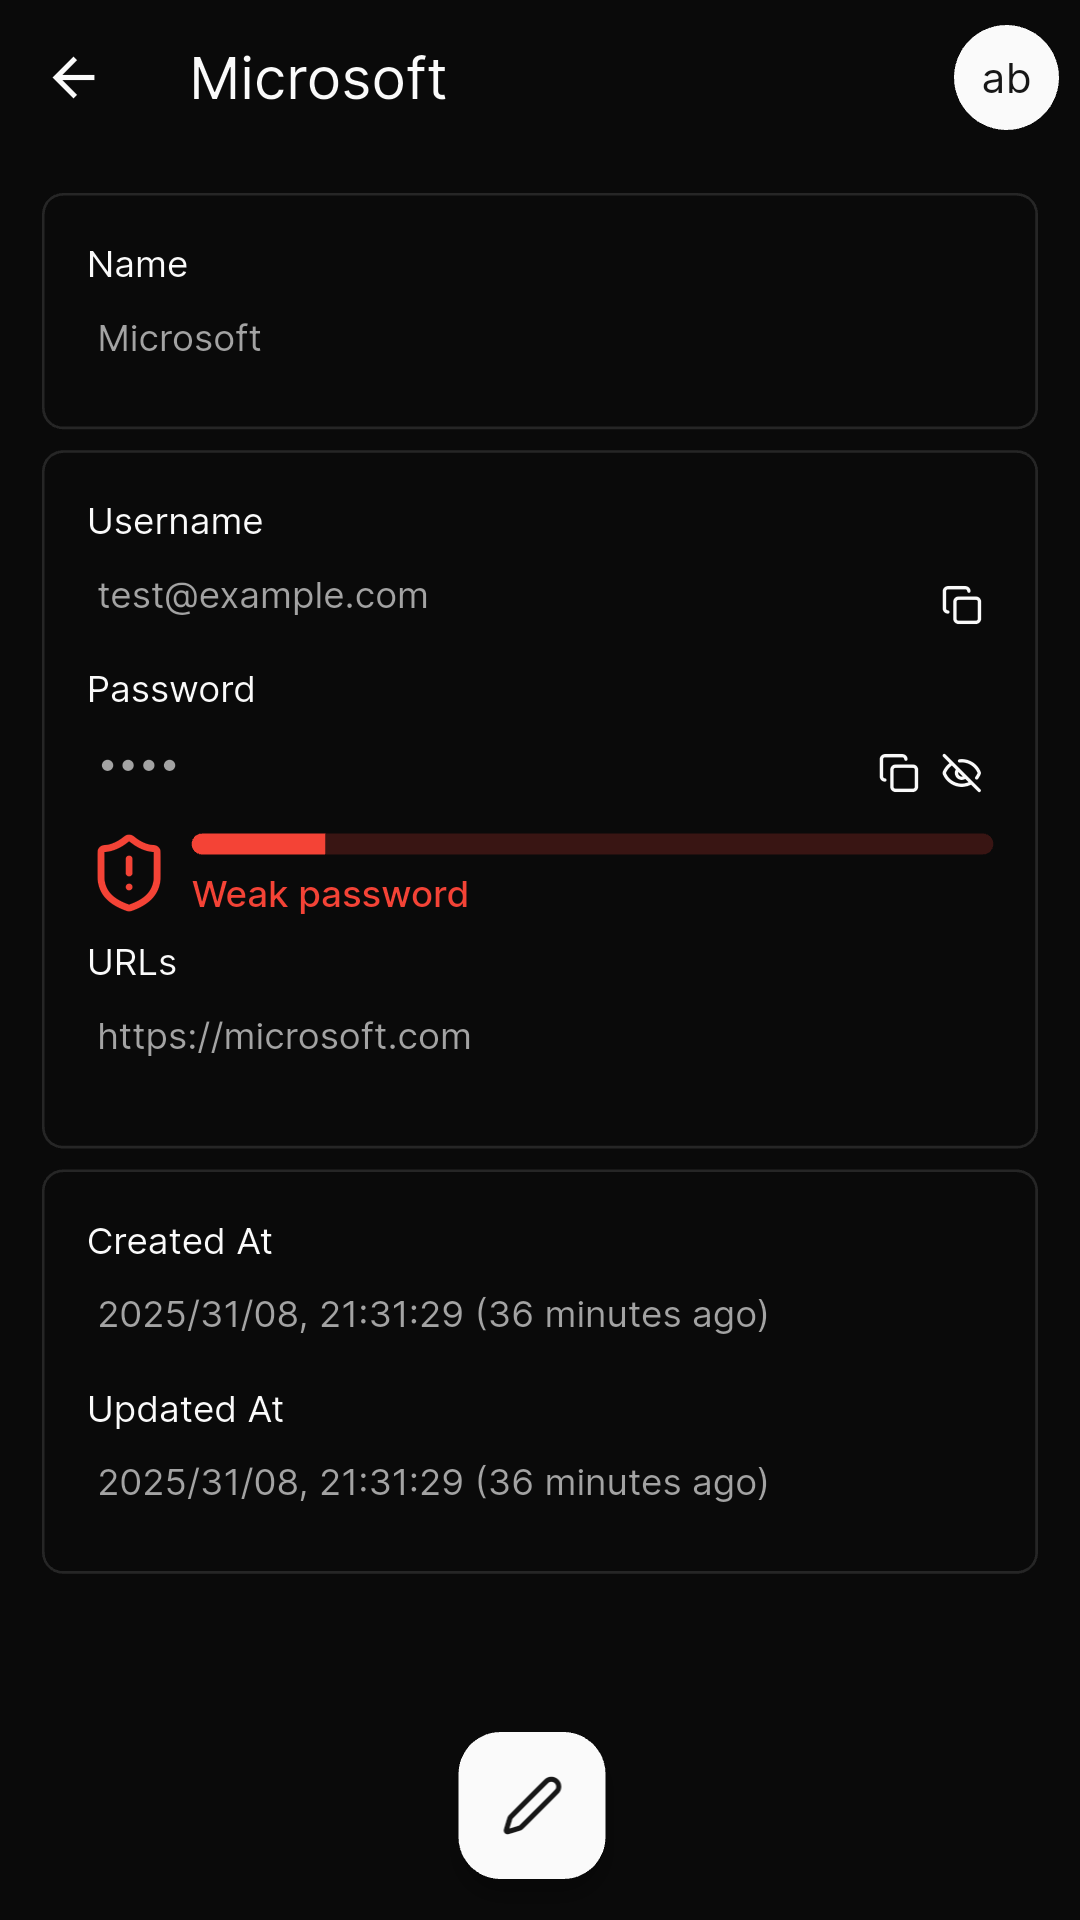 Microsoft
ab
Name
Microsoft
Username
test@example.com
Password
••••
Weak password
URLs
https://microsoft.com
Created At
2025/31/08, 21:31:29 (36 minutes ago)
Updated At
2025/31/08, 21:31:29 (36 minutes ago)